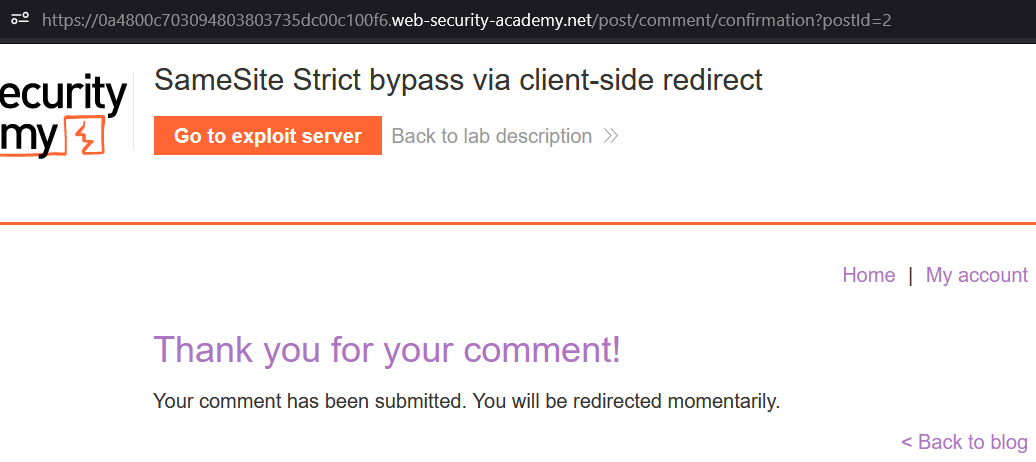 https://0a4800c703094803803735dc00c100f6.web-security-academy.net/post/comment/confirmation?postId=2
ecurity
my
SameSite Strict bypass via client-side redirect
Go to exploit server
Back to lab description
Home | My account
Thank you for your comment!
Your comment has been submitted. You will be redirected momentarily.
< Back to blog